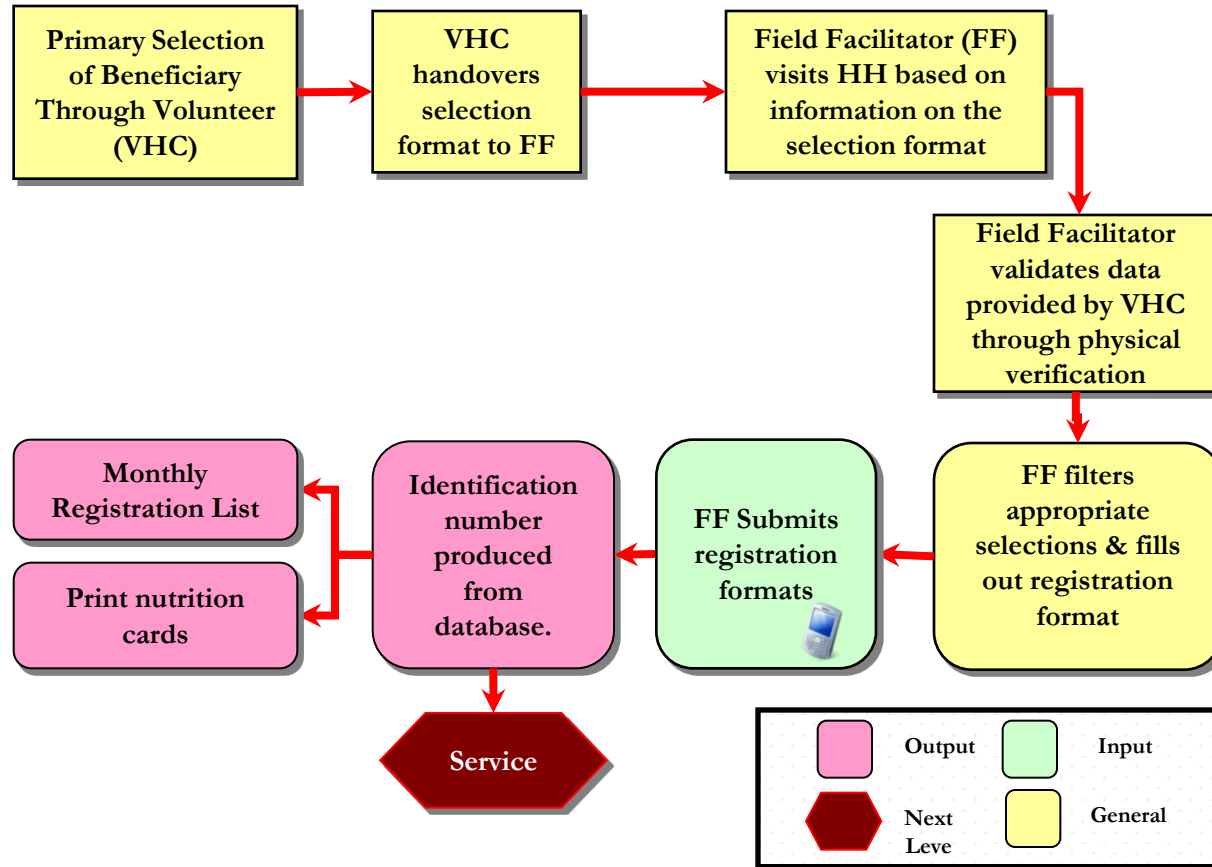 Primary Selection
of Beneficiary
Through Volunteer
(VHC)
VHC
handovers
selection
format to FF
Field Facilitator (FF)
visits HH based on
information on the
selection format
Field Facilitator
validates data
provided by VHC
through physical
verification
FF filters
appropriate
selections & fills
out registration
format
FF Submits
registration
formats
Identification
number
produced
from
database.
Monthly
Registration List
Print nutrition
cards
Service
Output
Input
Next
Leve
General